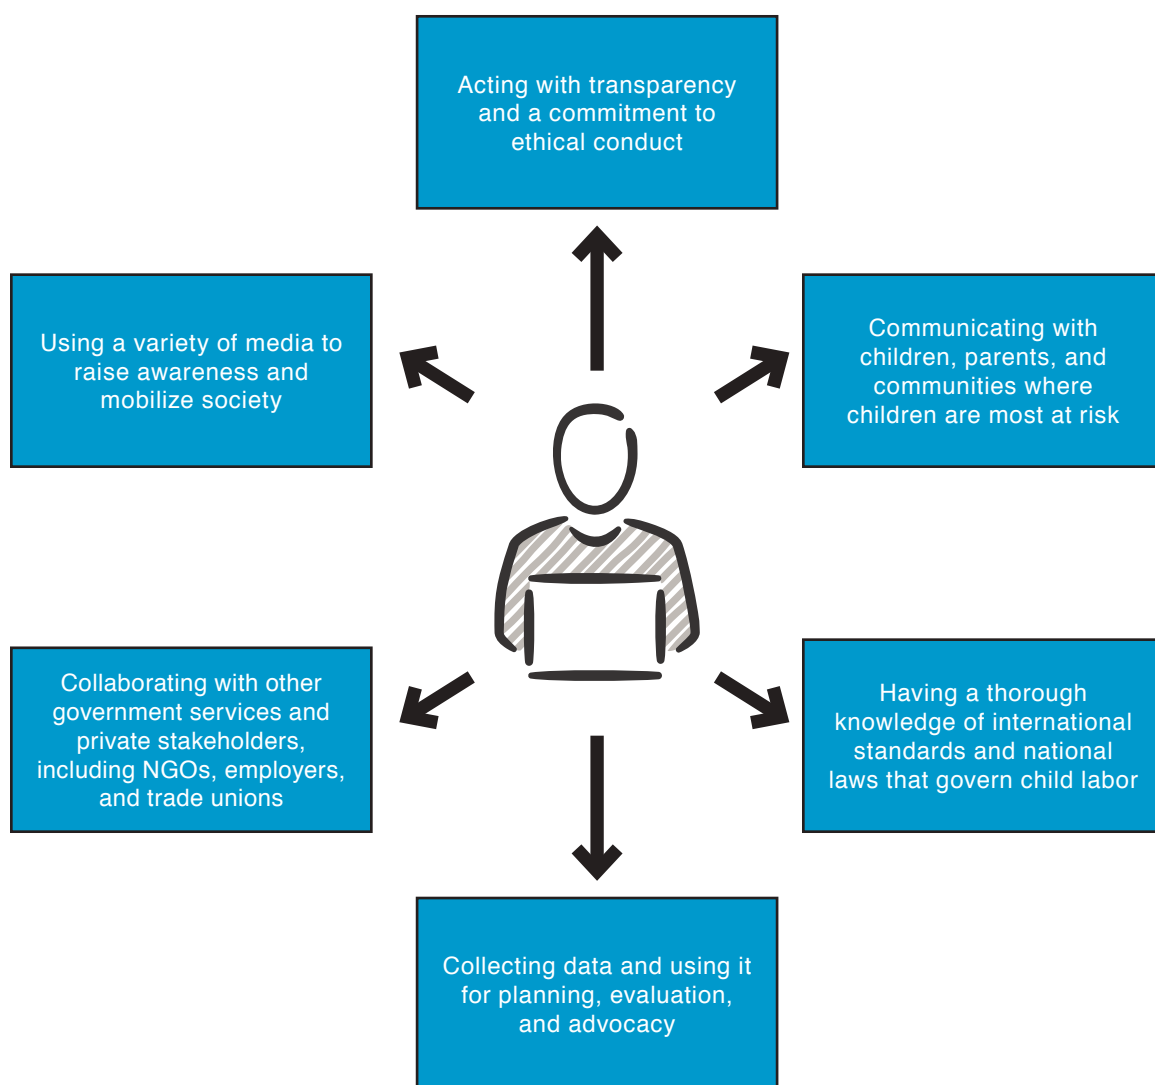 Acting with transparency
and a commitment to
ethical conduct
Using a variety of media to
raise awareness and
mobilize society
Communicating with
children, parents, and
communities where
children are most at risk
Collaborating with other
government services and
private stakeholders,
including NGOs, employers,
and trade unions
Having a thorough
knowledge of international
standards and national
laws that govern child labor
Collecting data and using it
for planning, evaluation,
and advocacy